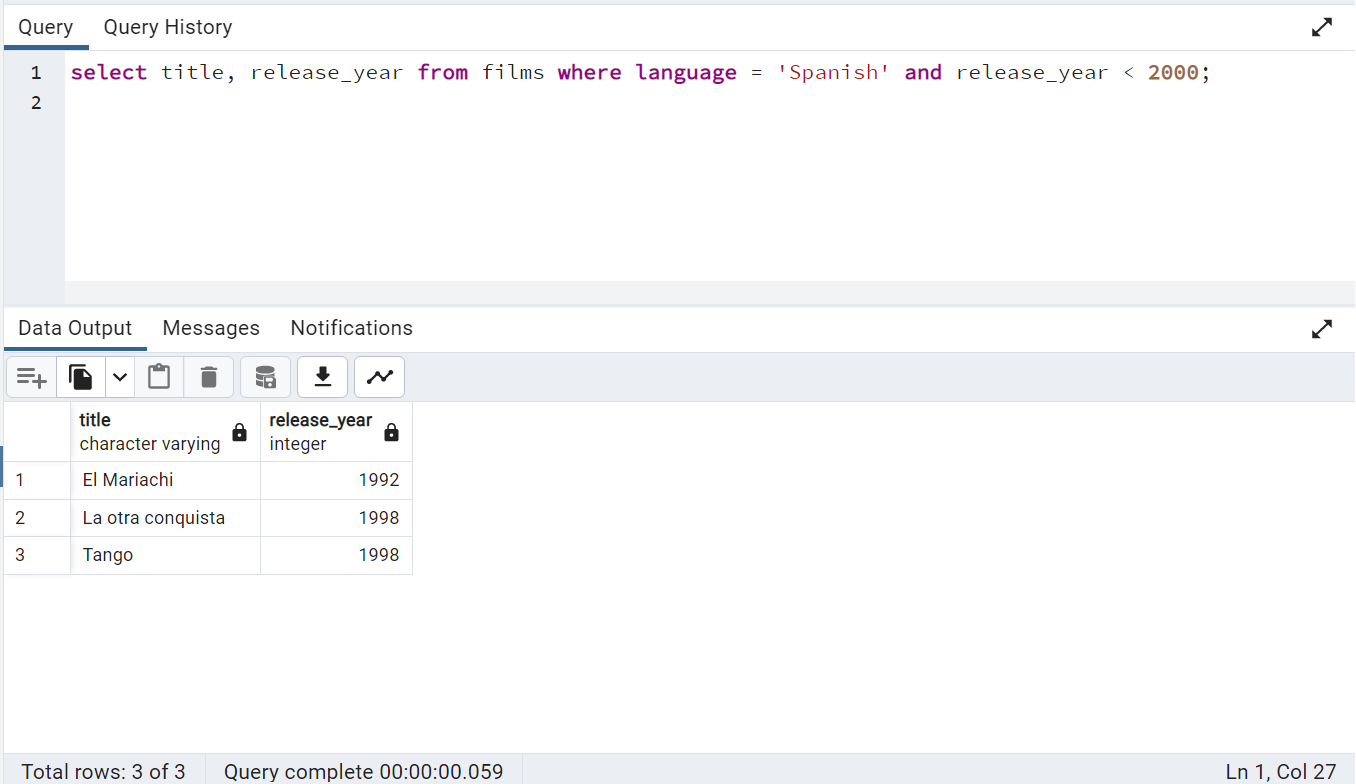 Query Query History
1 select title, release_year from films where language = 'Spanish' and release_year < 2000;
2
Data Output Messages Notifications
title release_year
character varying integer
1 El Mariachi 1992
2 La otra conquista 1998
3 Tango 1998
Total rows: 3 of 3 Query complete 00:00:00.059 Ln 1, Col 27